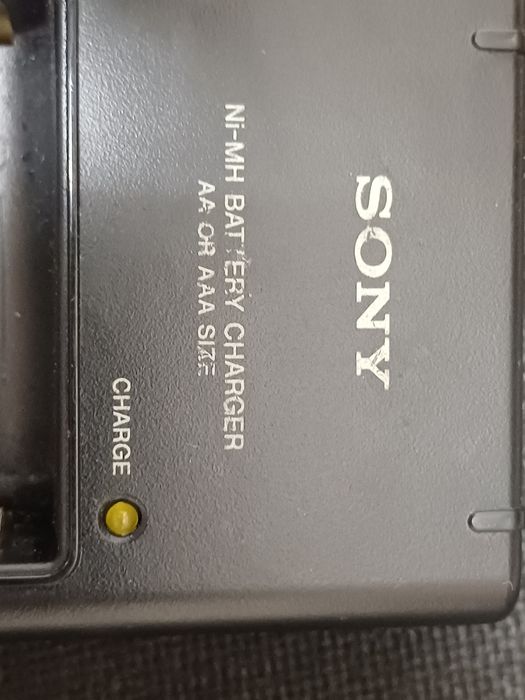 SONY
Ni-MH BATTERY CHARGER
AA OR AAA SIZE
CHARGE